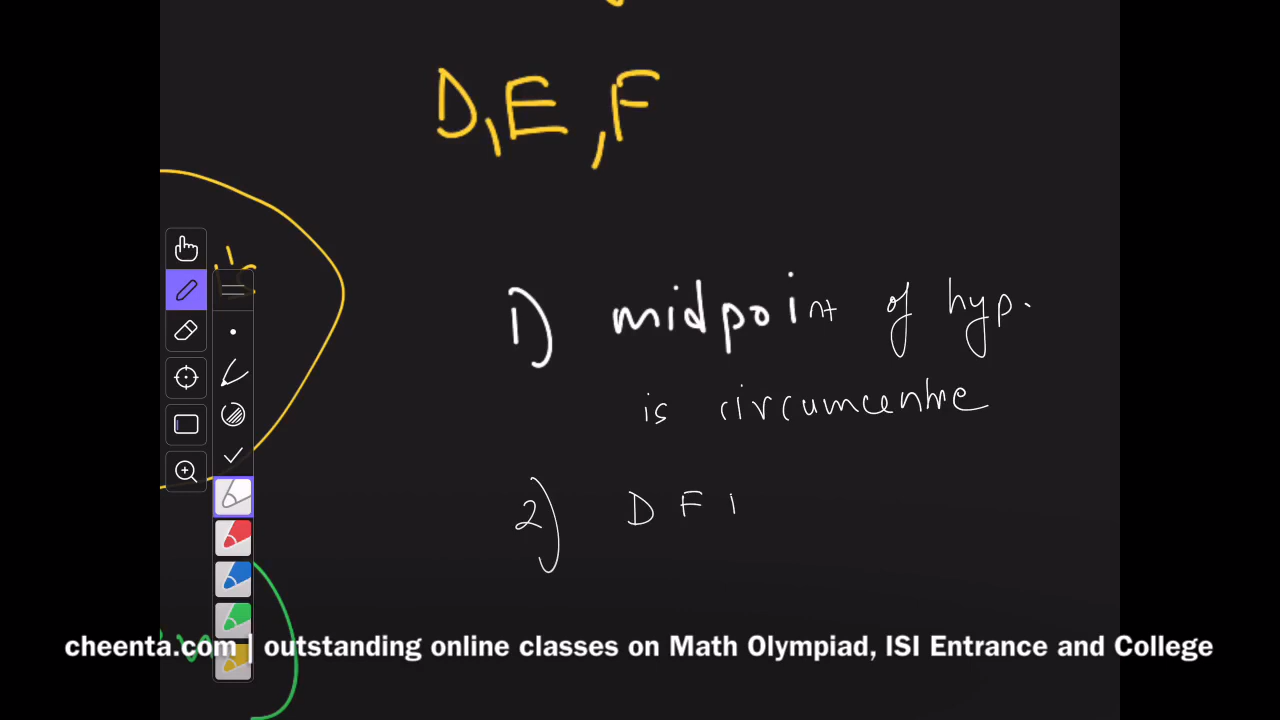 D, E, F
1) midpoint of hyp.
is circumcentre
2) D F I
cheenta.com | outstanding online classes on Math Olympiad, ISI Entrance and College